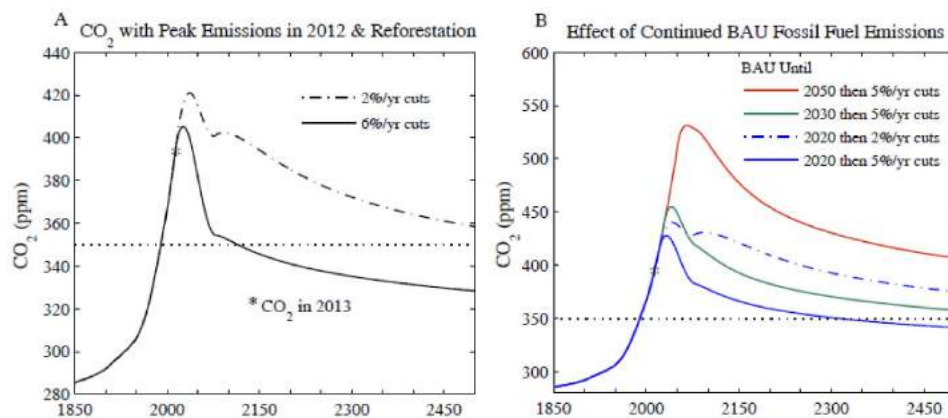 A
CO2 with Peak Emissions in 2012 & Reforestation
440
420
400
380
360
340
320
300
280
CO2 (ppm)
2%/yr cuts
6%/yr cuts
* CO2 in 2013
1850
2000
2150
2300
2450
B
Effect of Continued BAU Fossil Fuel Emissions
600
550
500
450
400
350
300
CO2 (ppm)
BAU Until
2050 then 5%/yr cuts
2030 then 5%/yr cuts
2020 then 2%/yr cuts
2020 then 5%/yr cuts
1850
2000
2150
2300
2450